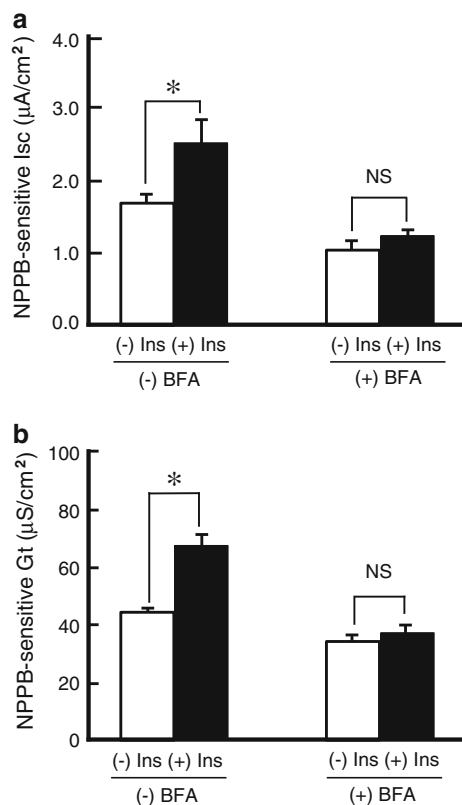 a
NPPB-sensitive Isc (µA/cm²)
4.0
3.0
2.0
1.0
0.0
*
NS
(-) Ins (+) Ins
(-) BFA
(-) Ins (+) Ins
(+) BFA
b
NPPB-sensitive Gt (µS/cm²)
100
80
60
40
20
0
*
NS
(-) Ins (+) Ins
(-) BFA
(-) Ins (+) Ins
(+) BFA